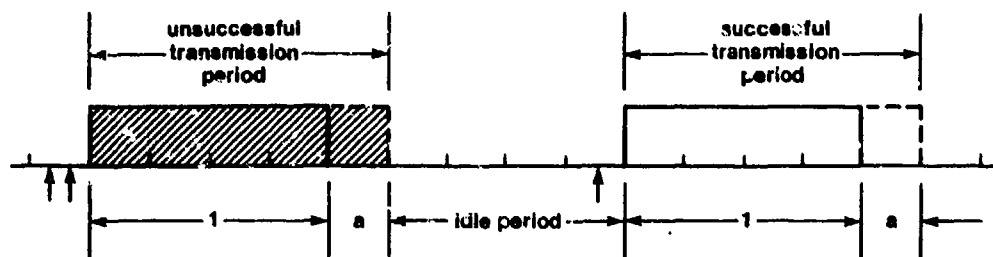 unsuccessful
transmission
period
successful
transmission
period
1
a
idle period
1
a